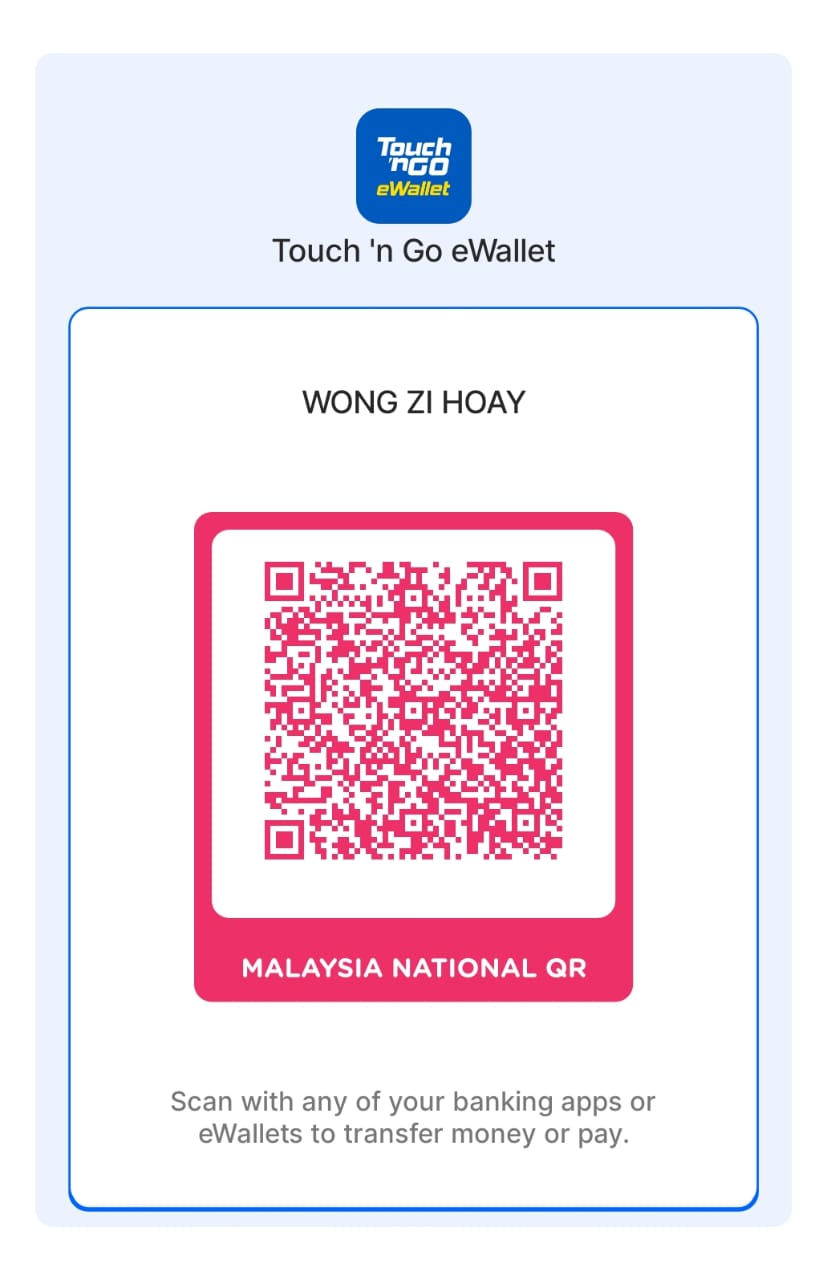 Touch
'nGO
eWallet
Touch 'n Go eWallet
WONG ZI HOAY
MALAYSIA NATIONAL QR
Scan with any of your banking apps or
eWallets to transfer money or pay.